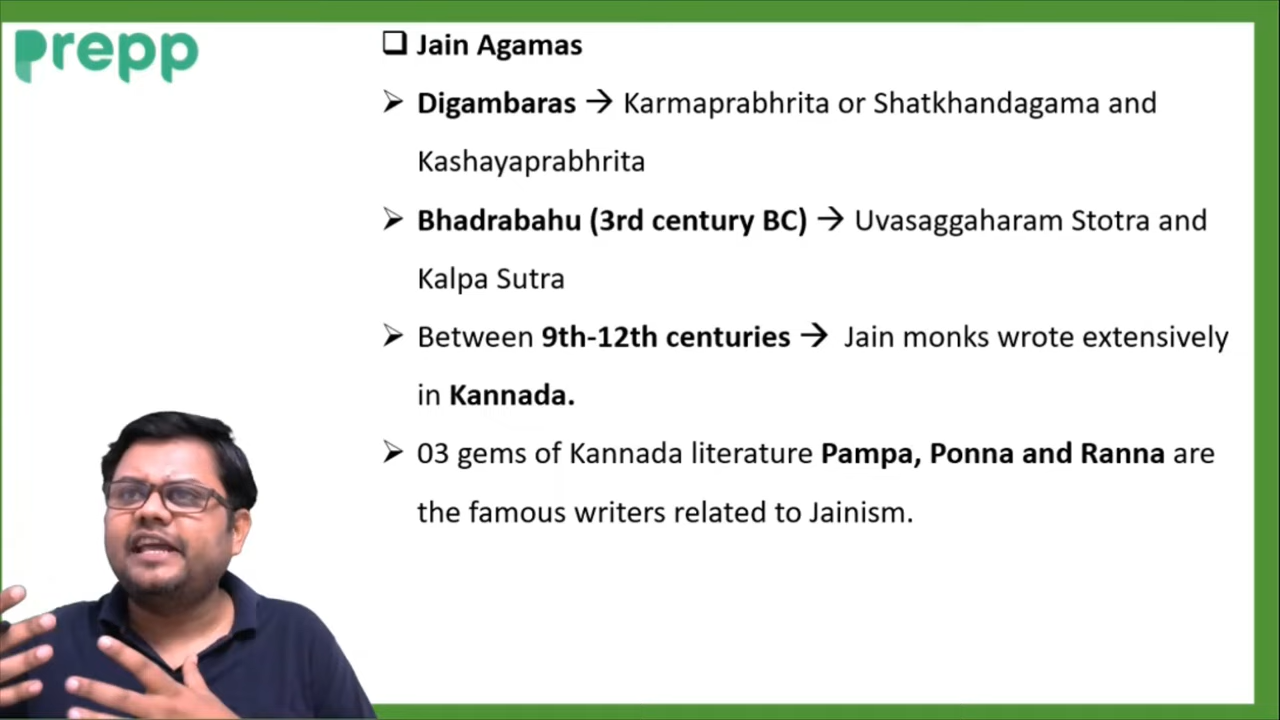 prepp
❑ Jain Agamas
➢ Digambaras → Karmaprabhrita or Shatkhandagama and
Kashayaprabhrita
➢ Bhadrabahu (3rd century BC) → Uvasaggaharam Stotra and
Kalpa Sutra
➢ Between 9th-12th centuries → Jain monks wrote extensively
in Kannada.
➢ 03 gems of Kannada literature Pampa, Ponna and Ranna are
the famous writers related to Jainism.